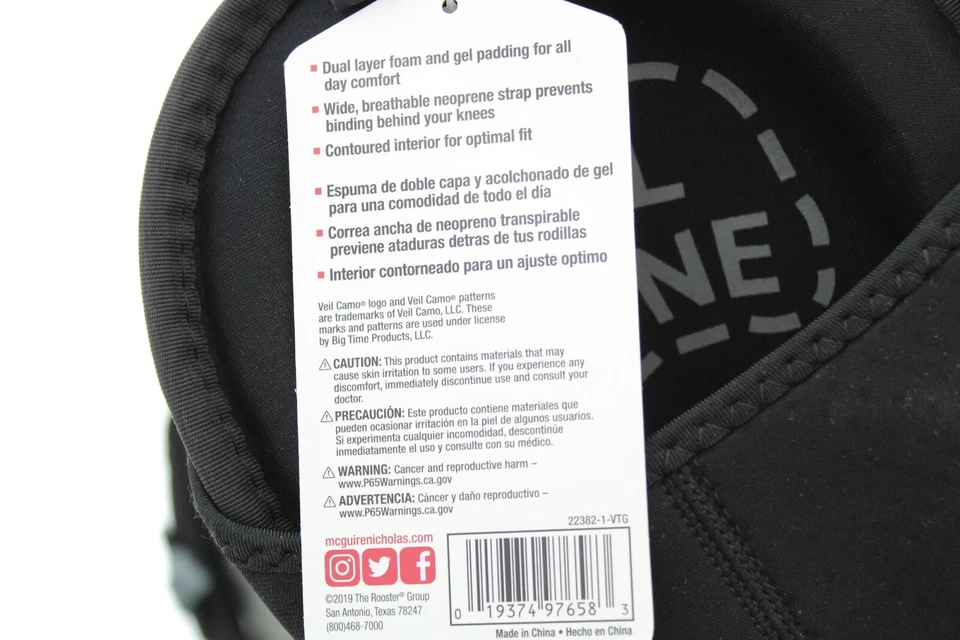 ▪ Dual layer foam and gel padding for all
day comfort
▪ Wide, breathable neoprene strap prevents
binding behind your knees
▪ Contoured interior for optimal fit
▪ Espuma de doble capa y acolchonado de gel
para una comodidad de todo el día
▪ Correa ancha de neopreno transpirable
previene ataduras detras de tus rodillas
▪ Interior contorneado para un ajuste optimo
Veil Camo® logo and Veil Camo® patterns
are trademarks of Veil Camo, LLC. These
marks and patterns are used under license
by Big Time Products, LLC.
⚠CAUTION: This product contains materials that may
cause skin irritation to some users. If you experience any
discomfort, immediately discontinue use and consult your
doctor.
⚠PRECAUCIÓN: Este producto contiene materiales que
pueden ocasionar irritación en la piel de algunos usuarios.
Si experimenta cualquier incomodidad, descontinúe
inmediatamente el uso y consulte con su médico.
⚠WARNING: Cancer and reproductive harm –
www.P65Warnings.ca.gov
⚠ADVERTENCIA: Cáncer y daño reproductivo –
www.P65Warnings.ca.gov
22382-1-VTG
mcguirenicholas.com
©2019 The Rooster® Group
San Antonio, Texas 78247
(800)468-7000
0 19374 97658 3
Made in China • Hecho en China